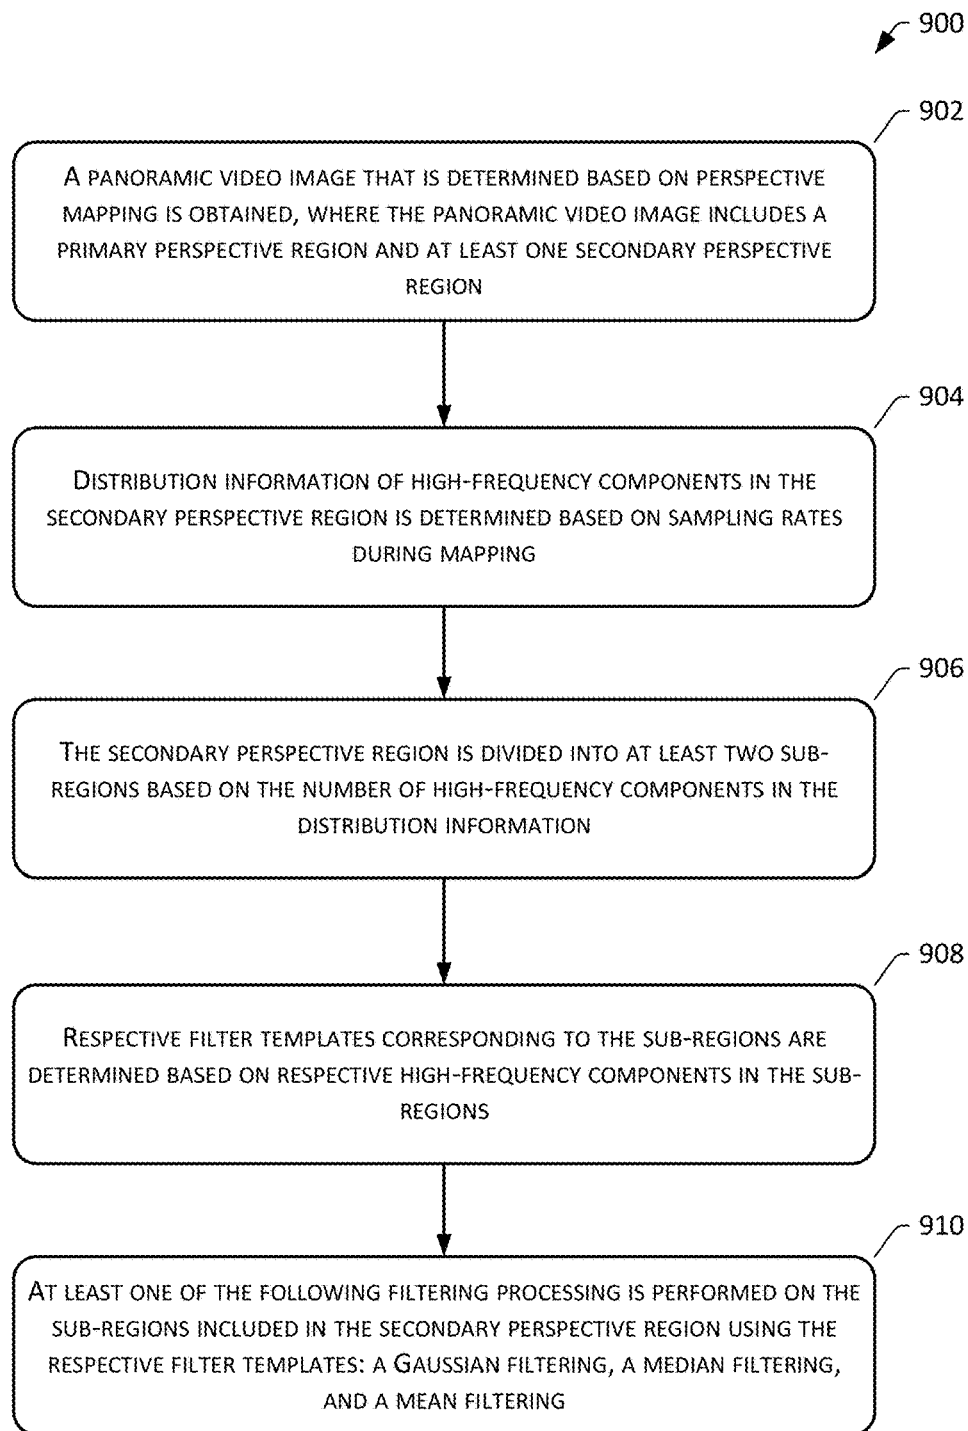 900
902
A PANORAMIC VIDEO IMAGE THAT IS DETERMINED BASED ON PERSPECTIVE
MAPPING IS OBTAINED, WHERE THE PANORAMIC VIDEO IMAGE INCLUDES A
PRIMARY PERSPECTIVE REGION AND AT LEAST ONE SECONDARY PERSPECTIVE
REGION
904
DISTRIBUTION INFORMATION OF HIGH-FREQUENCY COMPONENTS IN THE
SECONDARY PERSPECTIVE REGION IS DETERMINED BASED ON SAMPLING RATES
DURING MAPPING
906
THE SECONDARY PERSPECTIVE REGION IS DIVIDED INTO AT LEAST TWO SUB-
REGIONS BASED ON THE NUMBER OF HIGH-FREQUENCY COMPONENTS IN THE
DISTRIBUTION INFORMATION
908
RESPECTIVE FILTER TEMPLATES CORRESPONDING TO THE SUB-REGIONS ARE
DETERMINED BASED ON RESPECTIVE HIGH-FREQUENCY COMPONENTS IN THE SUB-
REGIONS
910
AT LEAST ONE OF THE FOLLOWING FILTERING PROCESSING IS PERFORMED ON THE
SUB-REGIONS INCLUDED IN THE SECONDARY PERSPECTIVE REGION USING THE
RESPECTIVE FILTER TEMPLATES: A GAUSSIAN FILTERING, A MEDIAN FILTERING,
AND A MEAN FILTERING